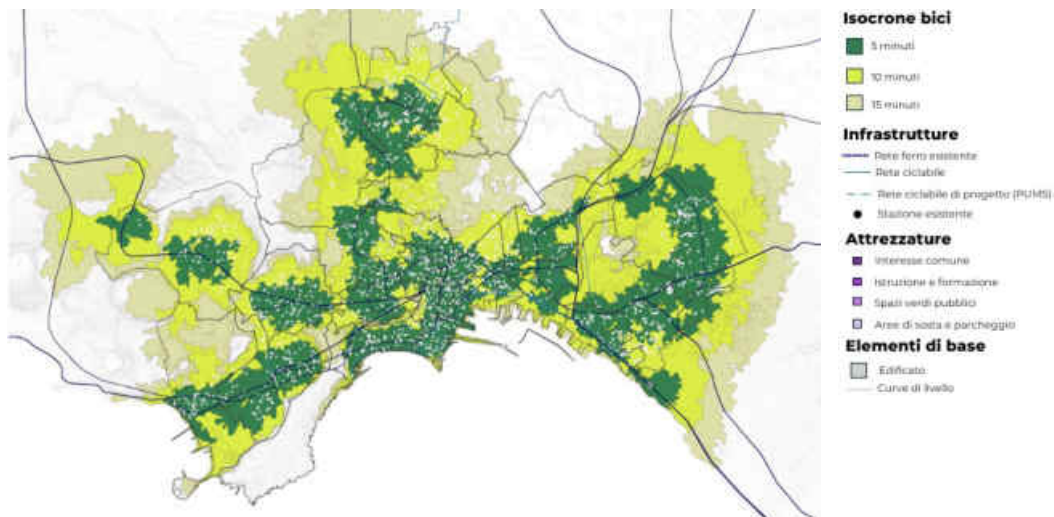 Isocrone bici
5 minuti
10 minuti
15 minuti
Infrastrutture
Rete ferro esistente
Rete ciclabile
Rete ciclabile di progetto (PUMS)
Stazione esistente
Attrezzature
Interesse comune
Istruzione e formazione
Spazi verdi pubblici
Aree di sosta e parcheggio
Elementi di base
Edificato
Curve di livello